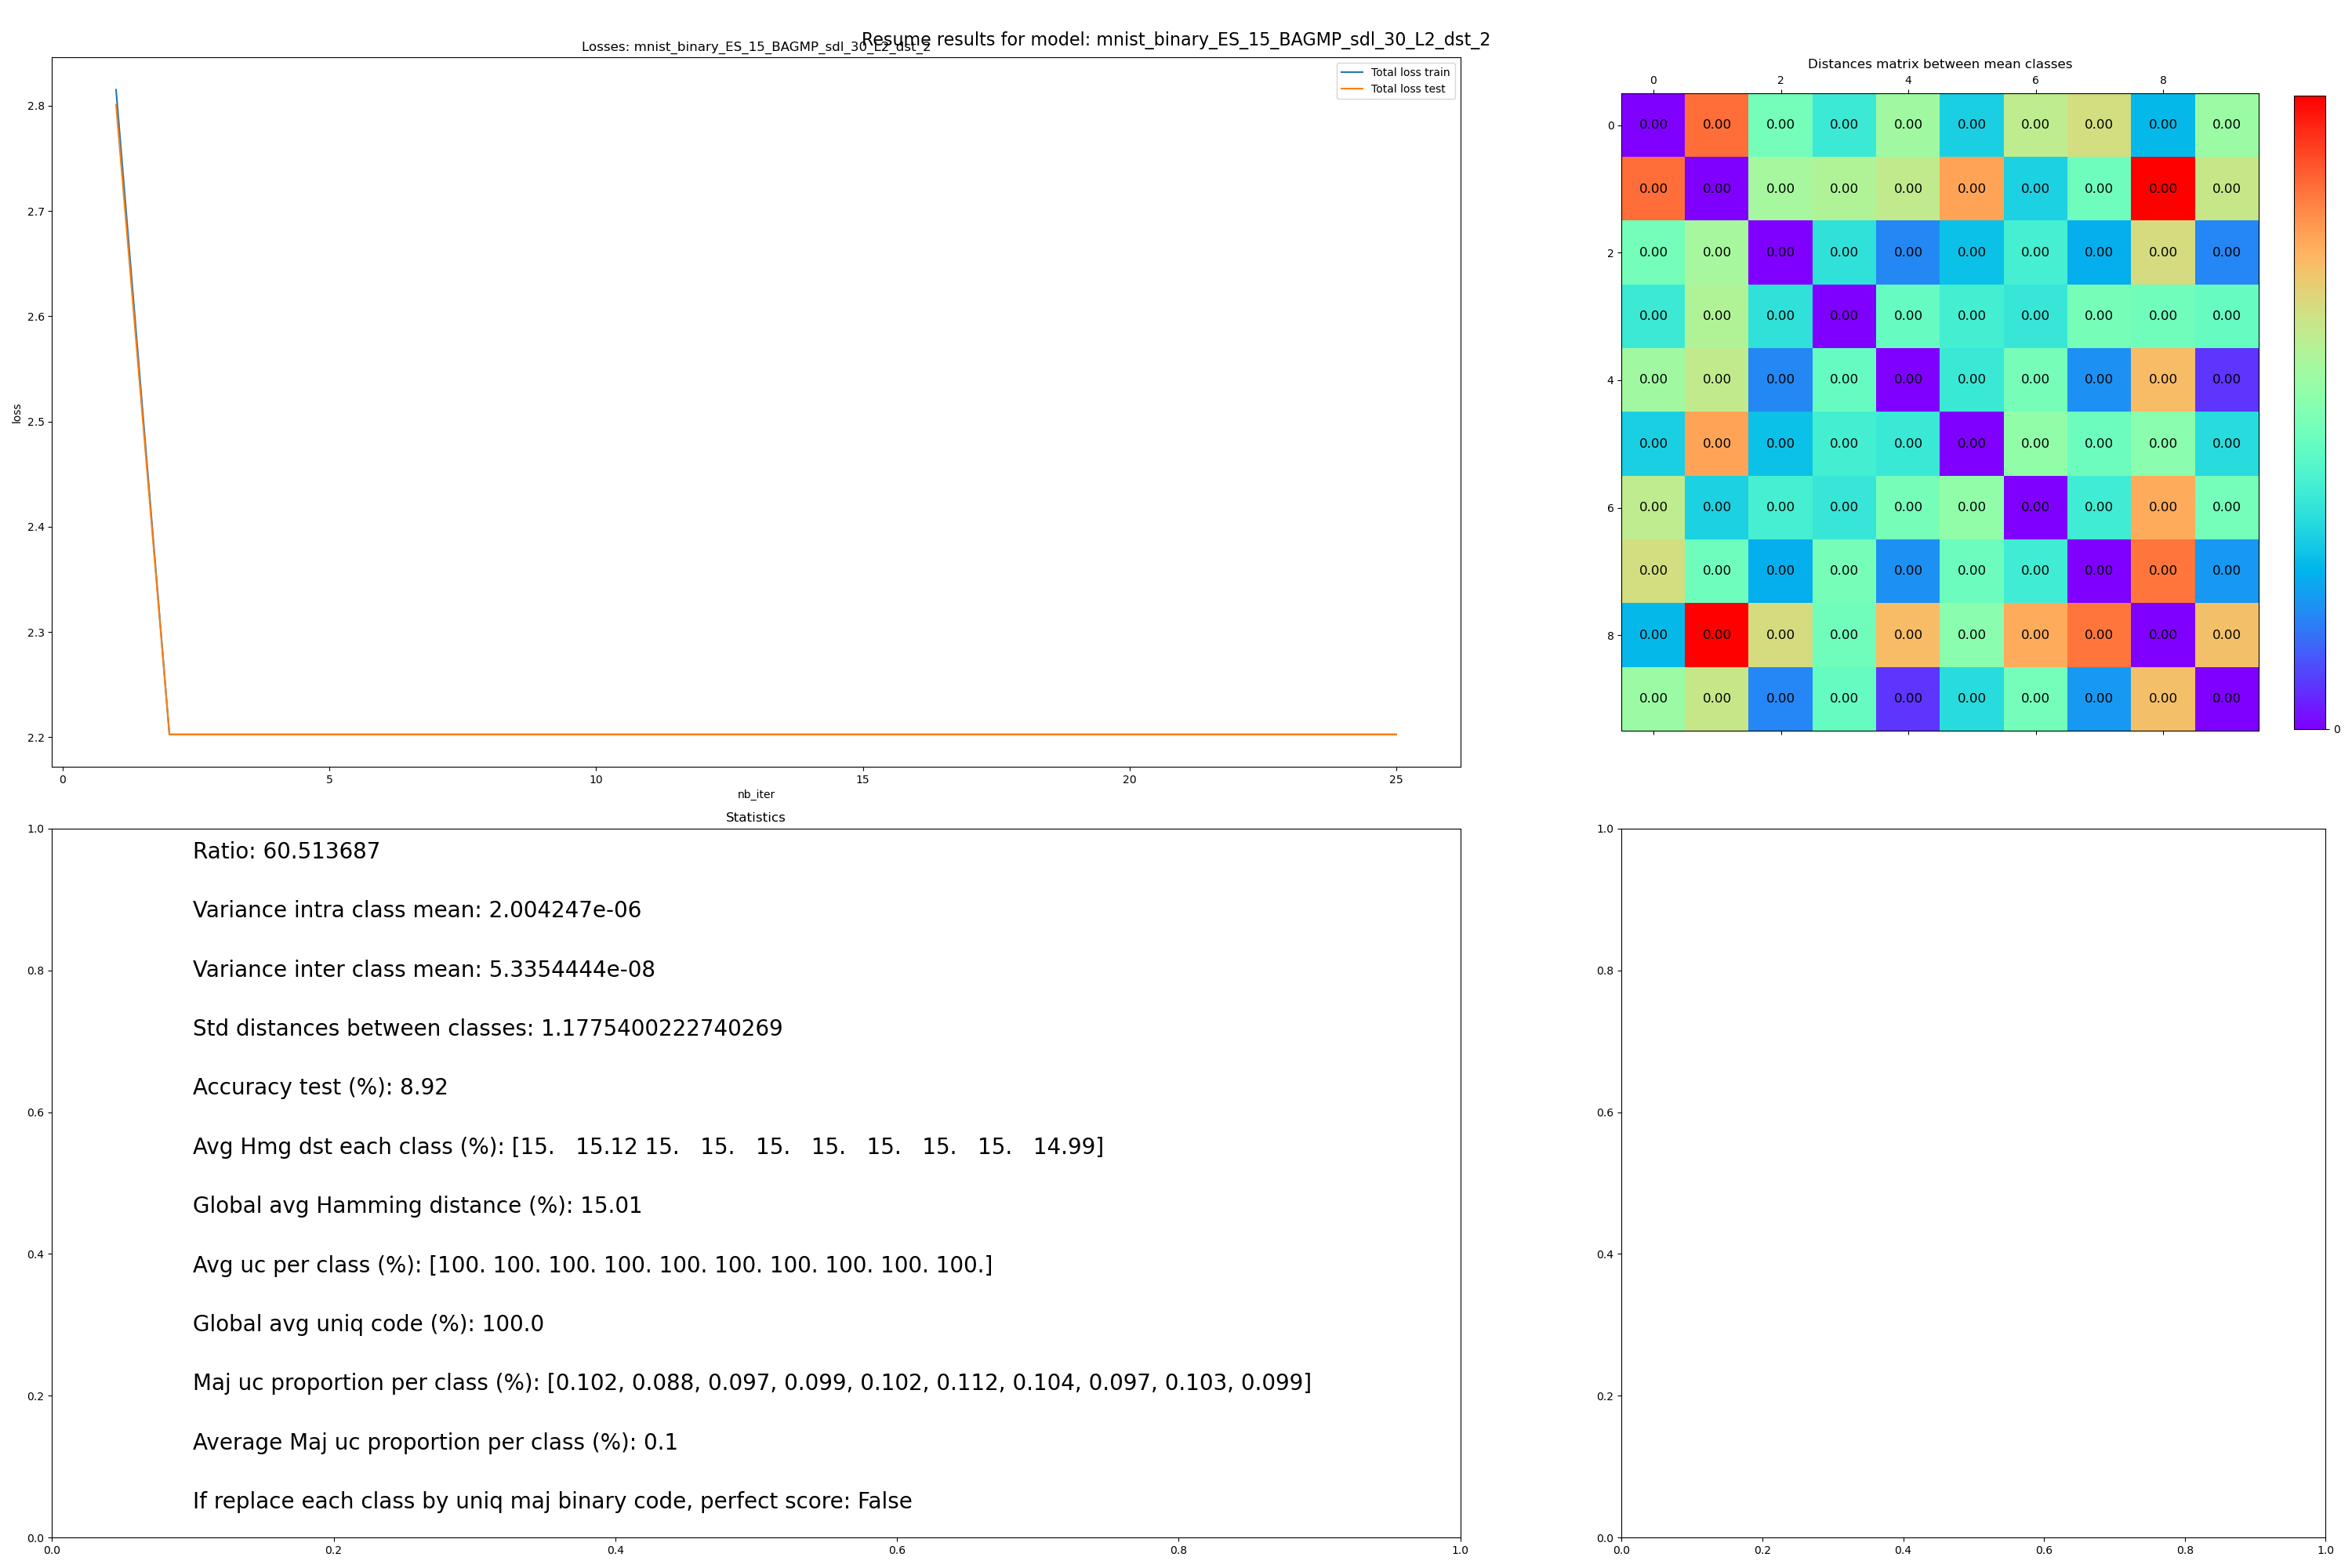 Resume results for model: mnist_binary_ES_15_BAGMP_sdl_30_L2_dst_2
Losses: mnist_binary_ES_15_BAGMP_sdl_30_L2_dst_2
Total loss train
Total loss test
2.8
2.7
2.6
2.5
2.4
2.3
2.2
loss
0 5 10 15 20 25
nb_iter
Distances matrix between mean classes
0 2 4 6 8
0 0.00 0.00 0.00 0.00 0.00 0.00 0.00 0.00 0.00 0.00
0.00 0.00 0.00 0.00 0.00 0.00 0.00 0.00 0.00 0.00
2 0.00 0.00 0.00 0.00 0.00 0.00 0.00 0.00 0.00 0.00
0.00 0.00 0.00 0.00 0.00 0.00 0.00 0.00 0.00 0.00
4 0.00 0.00 0.00 0.00 0.00 0.00 0.00 0.00 0.00 0.00
0.00 0.00 0.00 0.00 0.00 0.00 0.00 0.00 0.00 0.00
6 0.00 0.00 0.00 0.00 0.00 0.00 0.00 0.00 0.00 0.00
0.00 0.00 0.00 0.00 0.00 0.00 0.00 0.00 0.00 0.00
8 0.00 0.00 0.00 0.00 0.00 0.00 0.00 0.00 0.00 0.00
0.00 0.00 0.00 0.00 0.00 0.00 0.00 0.00 0.00 0.00
0
Statistics
1.0
0.8
0.6
0.4
0.2
0.0
Ratio: 60.513687
Variance intra class mean: 2.004247e-06
Variance inter class mean: 5.3354444e-08
Std distances between classes: 1.1775400222740269
Accuracy test (%): 8.92
Avg Hmg dst each class (%): [15. 15.12 15. 15. 15. 15. 15. 15. 15. 14.99]
Global avg Hamming distance (%): 15.01
Avg uc per class (%): [100. 100. 100. 100. 100. 100. 100. 100. 100. 100.]
Global avg uniq code (%): 100.0
Maj uc proportion per class (%): [0.102, 0.088, 0.097, 0.099, 0.102, 0.112, 0.104, 0.097, 0.103, 0.099]
Average Maj uc proportion per class (%): 0.1
If replace each class by uniq maj binary code, perfect score: False
0.0 0.2 0.4 0.6 0.8 1.0
1.0
0.8
0.6
0.4
0.2
0.0
0.0 0.2 0.4 0.6 0.8 1.0